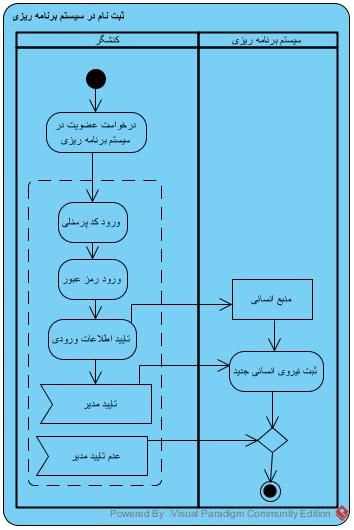 ثبت نام در سیستم برنامه ریزی
کنشگر
سیستم برنامه ریزی
درخواست عضویت در
سیستم برنامه ریزی
ورود کد پرسنلی
ورود رمز عبور
تایید اطلاعات ورودی
منبع انسانی
ثبت نیروی انسانی جدید
تایید مدیر
عدم تایید مدیر
Powered By Visual Paradigm Community Edition